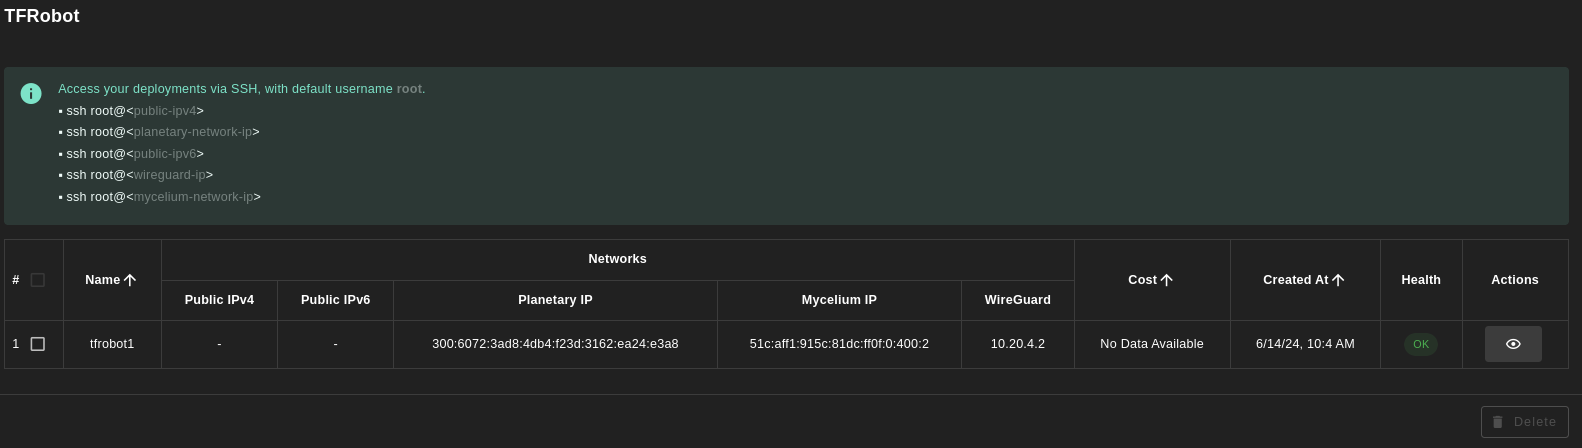 TFRobot
Access your deployments via SSH, with default username root.
▪ ssh root@<public-ipv4>
▪ ssh root@<planetary-network-ip>
▪ ssh root@<public-ipv6>
▪ ssh root@<wireguard-ip>
▪ ssh root@<mycelium-network-ip>
# Name Networks Cost Created At Health Actions
Public IPv4 Public IPv6 Planetary IP Mycelium IP WireGuard
1 tfrobot1 - - 300:6072:3ad8:4db4:f23d:3162:ea24:e3a8 51c:aff1:915c:81dc:ff0f:0:400:2 10.20.4.2 No Data Available 6/14/24, 10:4 AM OK
Delete